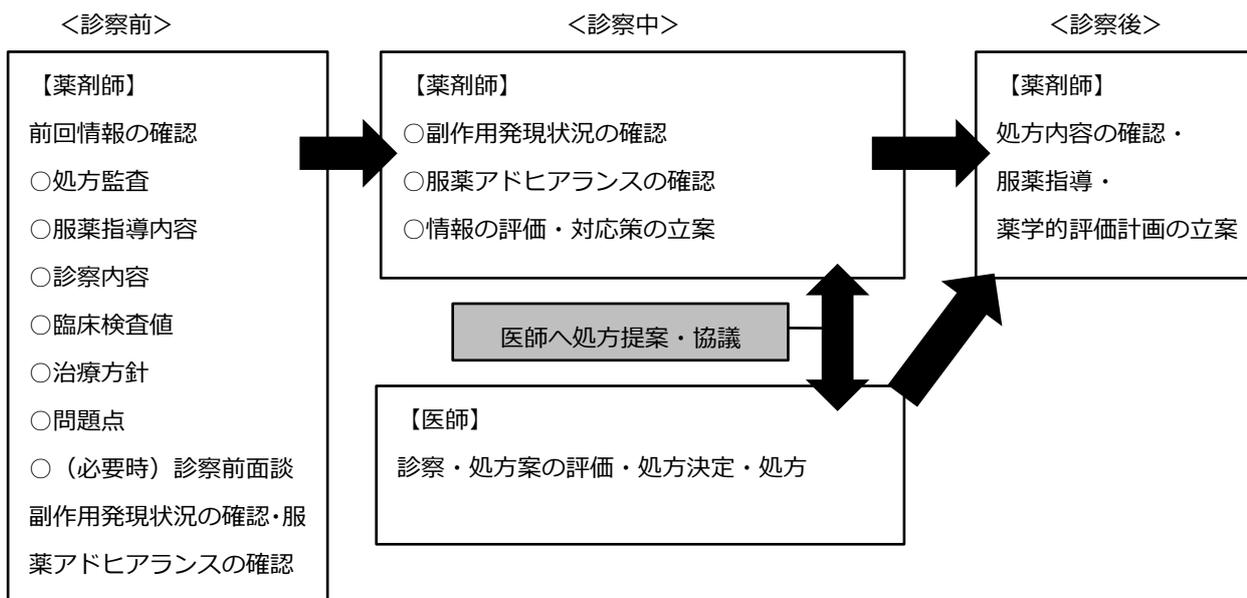 ＜診察前＞
【薬剤師】
前回情報の確認
○処方監査
○服薬指導内容
○診察内容
○臨床検査値
○治療方針
○問題点
○（必要時）診察前面談
副作用発現状況の確認・服
薬アドヒアランスの確認
＜診察中＞
【薬剤師】
○副作用発現状況の確認
○服薬アドヒアランスの確認
○情報の評価・対応策の立案
医師へ処方提案・協議
【医師】
診察・処方案の評価・処方決定・処方
＜診察後＞
【薬剤師】
処方内容の確認・
服薬指導・
薬学的評価計画の立案